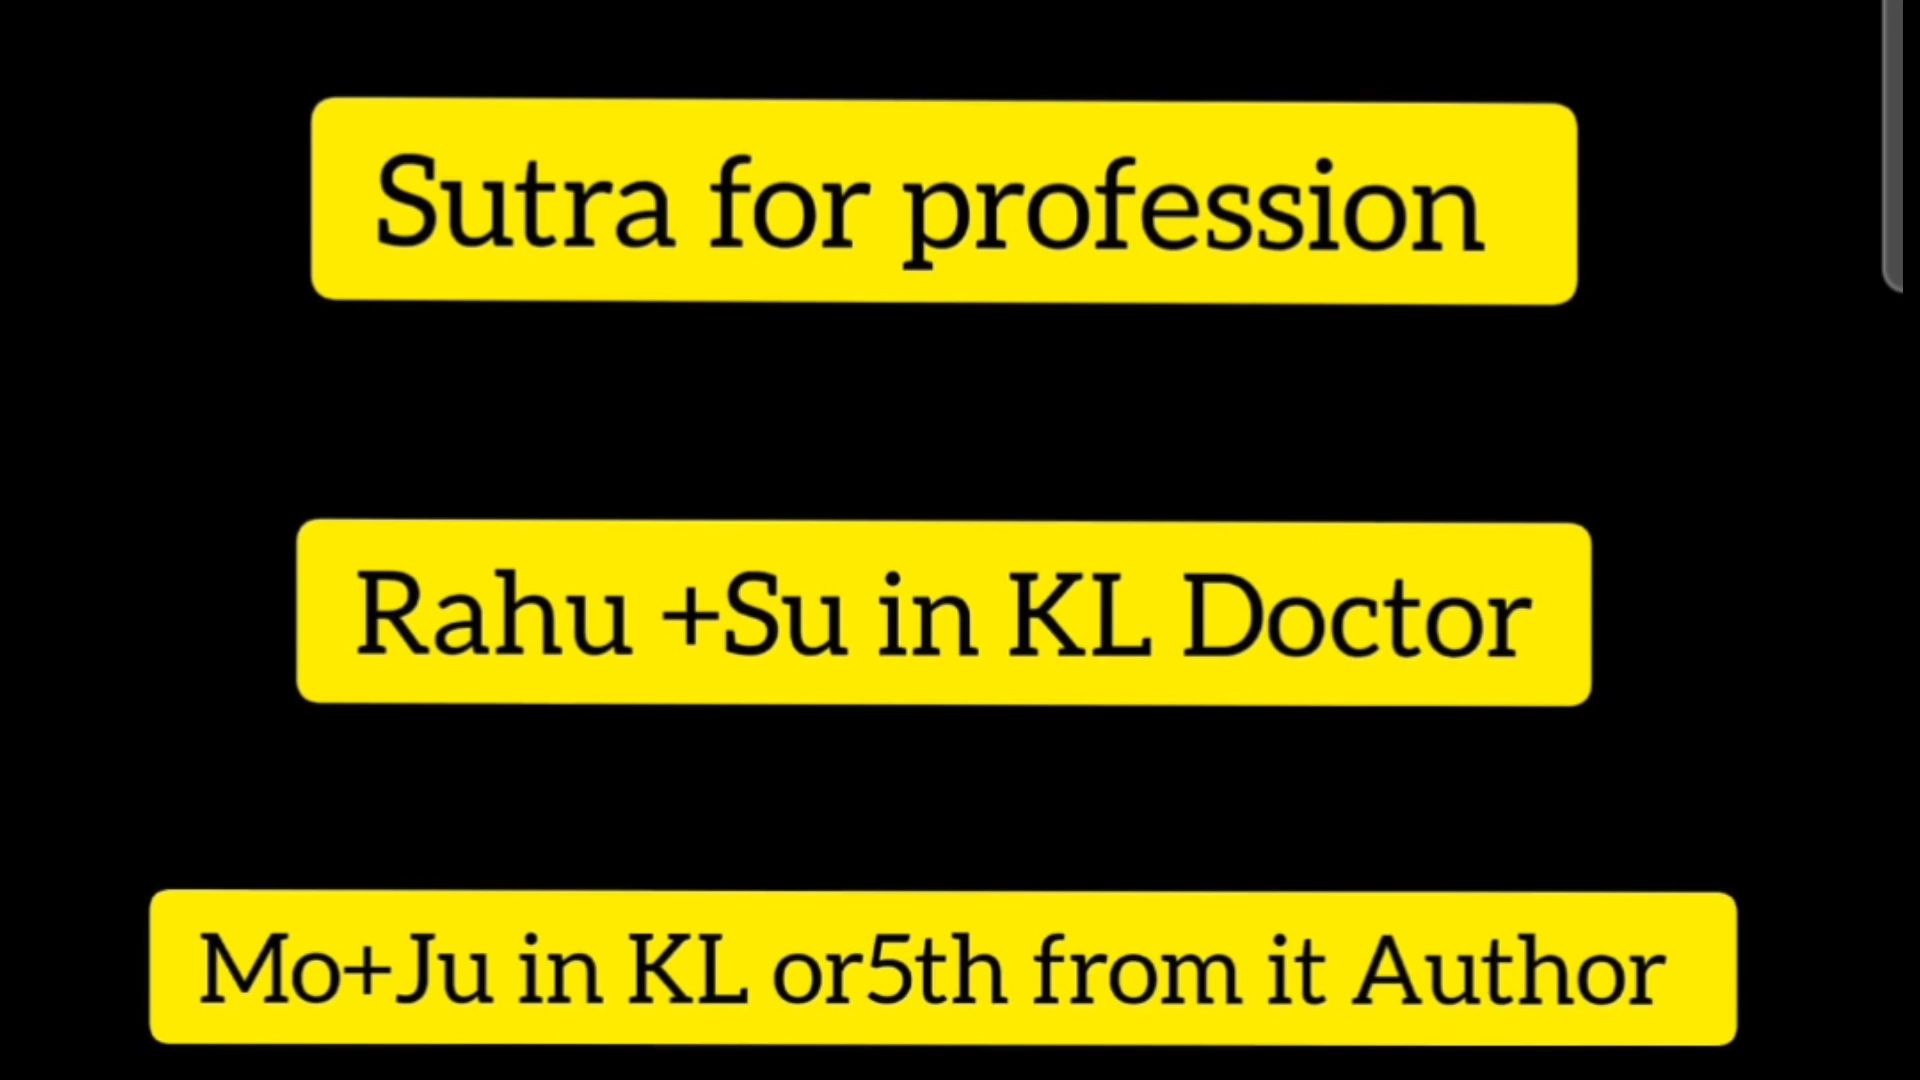 Sutra for profession
Rahu +Su in KL Doctor
Mo+Ju in KL or5th from it Author